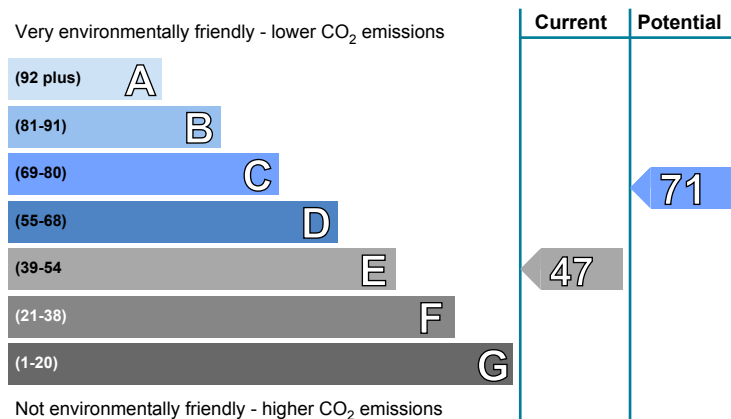 Very environmentally friendly - lower CO₂ emissions
Current
Potential
(92 plus) A
(81-91) B
(69-80) C
71
(55-68) D
(39-54 E
47
(21-38) F
(1-20) G
Not environmentally friendly - higher CO₂ emissions